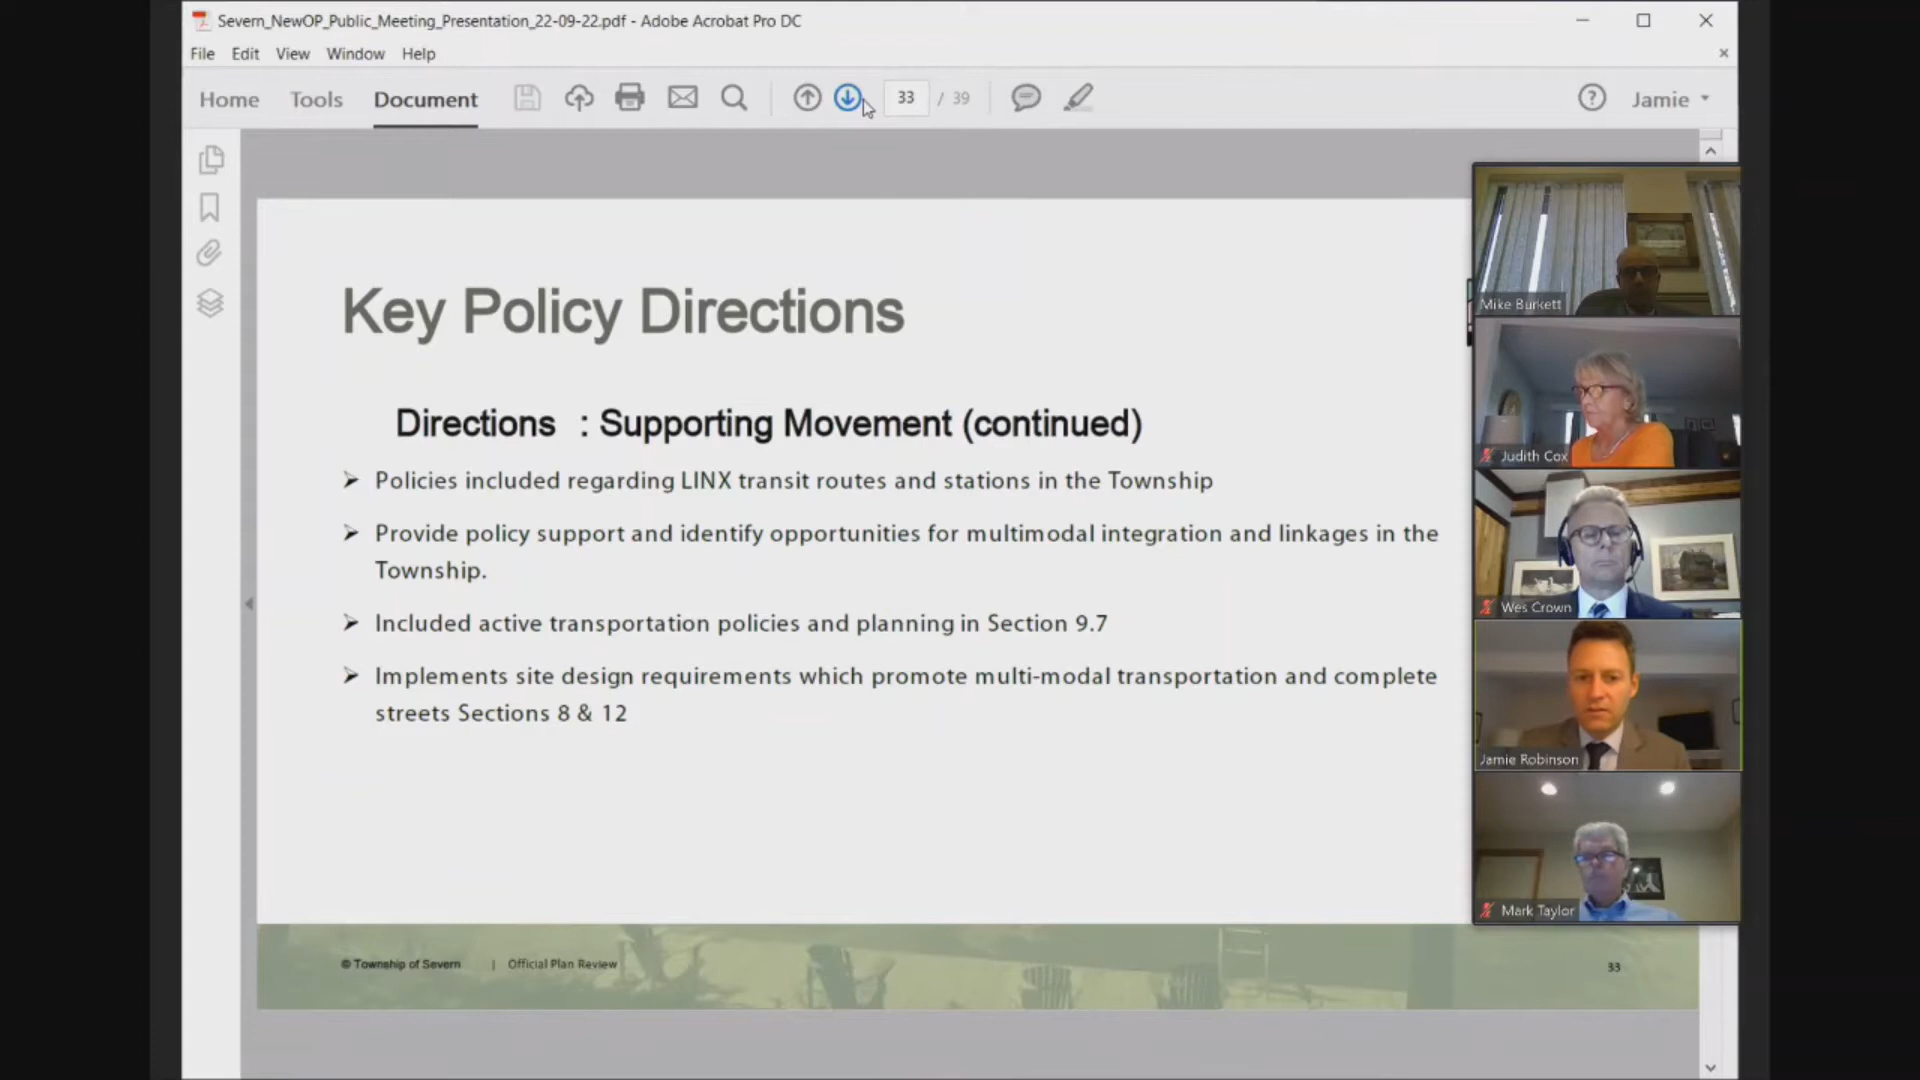 Severn_NewOP_Public_Meeting_Presentation_22-09-22.pdf - Adobe Acrobat Pro DC
File Edit View Window Help
Home Tools Document 33 / 39 Jamie
Key Policy Directions
Directions : Supporting Movement (continued)
Policies included regarding LINX transit routes and stations in the Township
Provide policy support and identify opportunities for multimodal integration and linkages in the
Township.
Included active transportation policies and planning in Section 9.7
Implements site design requirements which promote multi-modal transportation and complete
streets Sections 8 & 12
© Township of Severn | Official Plan Review
33
Mike Burkett
Judith Cox
Wes Crown
Jamie Robinson
Mark Taylor